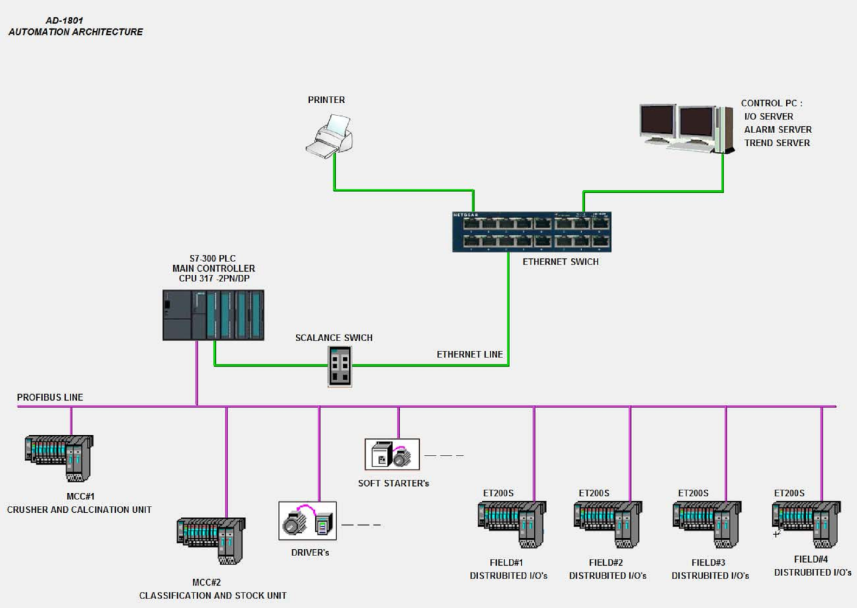 AD-1801
AUTOMATION ARCHITECTURE
PRINTER
CONTROL PC :
I/O SERVER
ALARM SERVER
TREND SERVER
NETGEAR
ETHERNET SWICH
S7-300 PLC
MAIN CONTROLLER
CPU 317 -2PN/DP
SCALANCE SWICH
ETHERNET LINE
PROFIBUS LINE
MCC#1
CRUSHER AND CALCINATION UNIT
MCC#2
CLASSIFICATION AND STOCK UNIT
DRIVER's
SOFT STARTER's
ET200S
FIELD#1
DISTRUBITED I/O's
ET200S
FIELD#2
DISTRUBITED I/O's
ET200S
FIELD#3
DISTRUBITED I/O's
ET200S
FIELD#4
DISTRUBITED I/O's